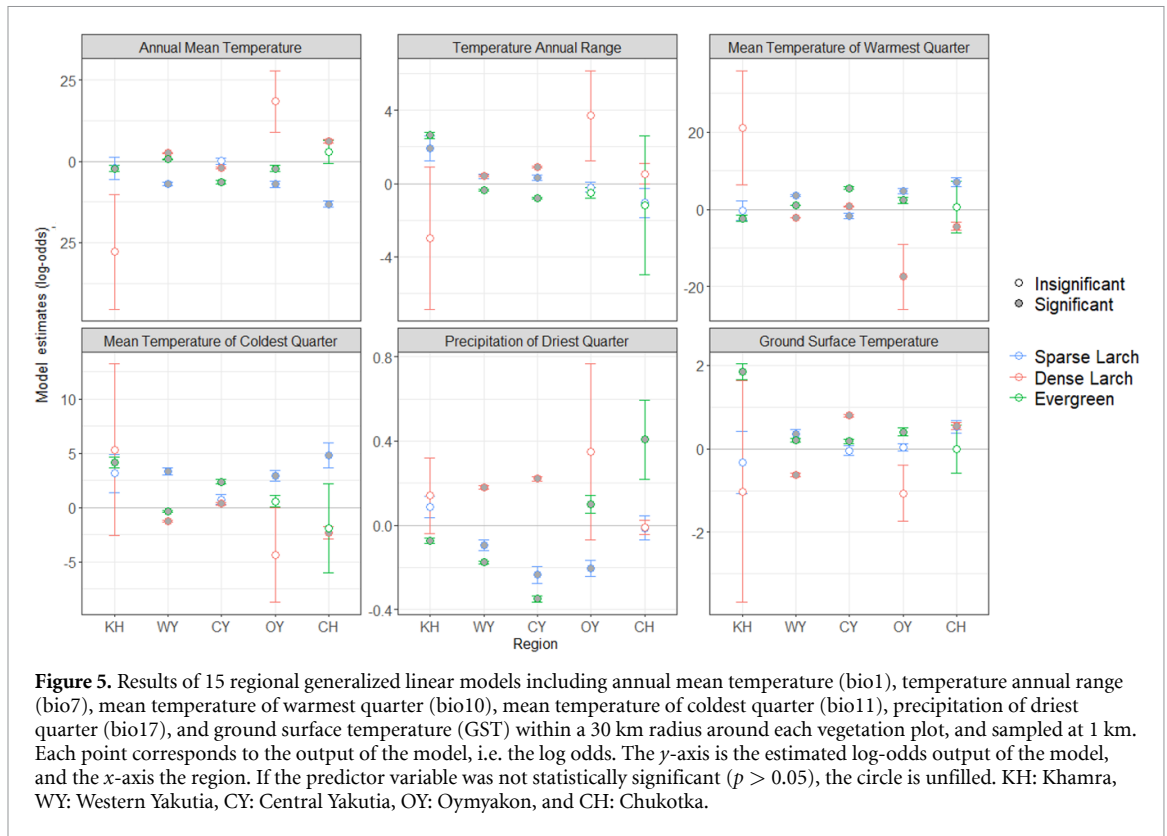 Annual Mean Temperature
Temperature Annual Range
Mean Temperature of Warmest Quarter
25
0
25
4
0
-4
20
0
-20
Insignificant
Significant
Sparse Larch
Dense Larch
Evergreen
Model estimates (log-odds)
Mean Temperature of Coldest Quarter
Precipitation of Driest Quarter
Ground Surface Temperature
10
5
0
-5
0.8
0.4
0.0
-0.4
2
0
-2
KH WY CY OY CH
KH WY CY OY CH
KH WY CY OY CH
Region
Figure 5. Results of 15 regional generalized linear models including annual mean temperature (bio1), temperature annual range
(bio7), mean temperature of warmest quarter (bio10), mean temperature of coldest quarter (bio11), precipitation of driest
quarter (bio17), and ground surface temperature (GST) within a 30 km radius around each vegetation plot, and sampled at 1 km.
Each point corresponds to the output of the model, i.e. the log odds. The y-axis is the estimated log-odds output of the model,
and the x-axis the region. If the predictor variable was not statistically significant (p > 0.05), the circle is unfilled. KH: Khamra,
WY: Western Yakutia, CY: Central Yakutia, OY: Oymyakon, and CH: Chukotka.